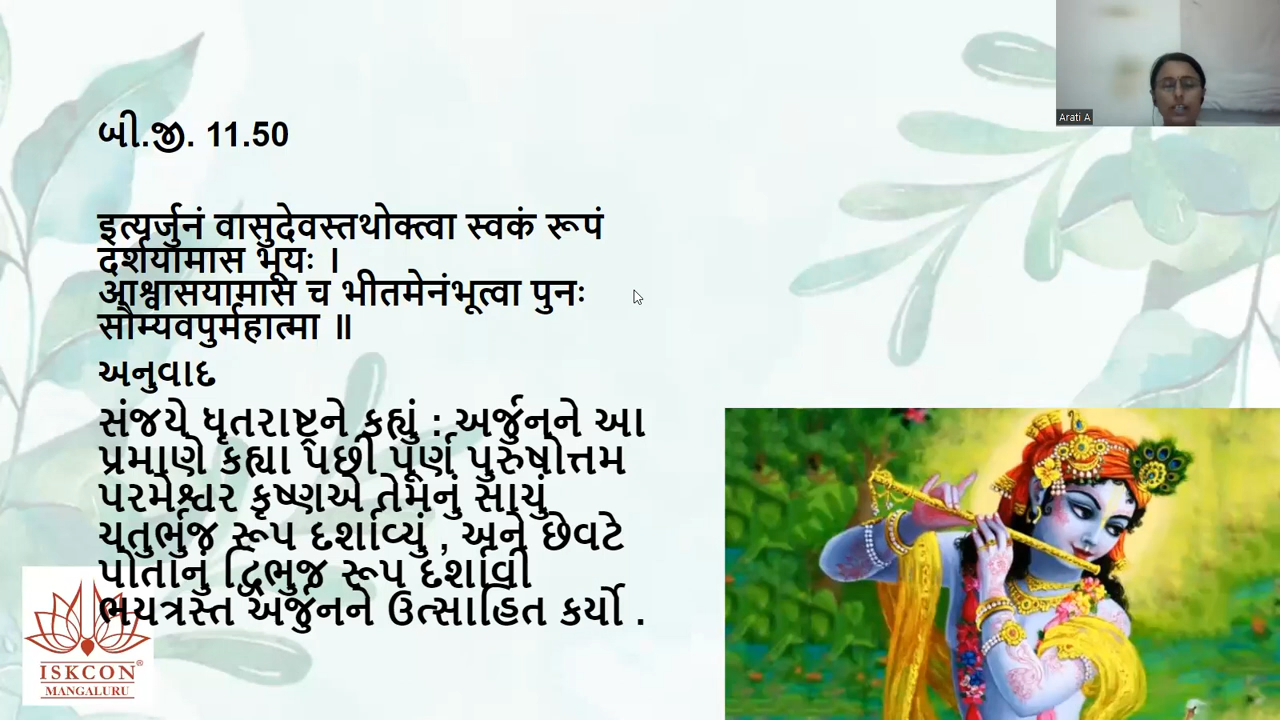 Arati A
બી.જી. 11.50
इत्यर्जुनं वासुदेवस्तथोक्त्वा स्वकं रूपं
दर्शयामास भूयः ।
आश्वासयामास च भीतमेनंभूत्वा पुनः
सौम्यवपुर्महात्मा ॥
અનુવાદ
સંજયે ધૃતરાષ્ટ્રને કહ્યું : અર્જુનને આ
પ્રમાણે કહ્યા પછી પૂર્ણ પુરુષોત્તમ
પરમેશ્વર કૃષ્ણએ તેમનું સાચું
ચતુર્ભુજ રૂપ દર્શાવ્યું , અને છેવટે
પોતાનું દ્વિભુજ રૂપ દર્શાવી
ભયત્રસ્ત અર્જુનને ઉત્સાહિત કર્યો .
ISKCON®
MANGALURU